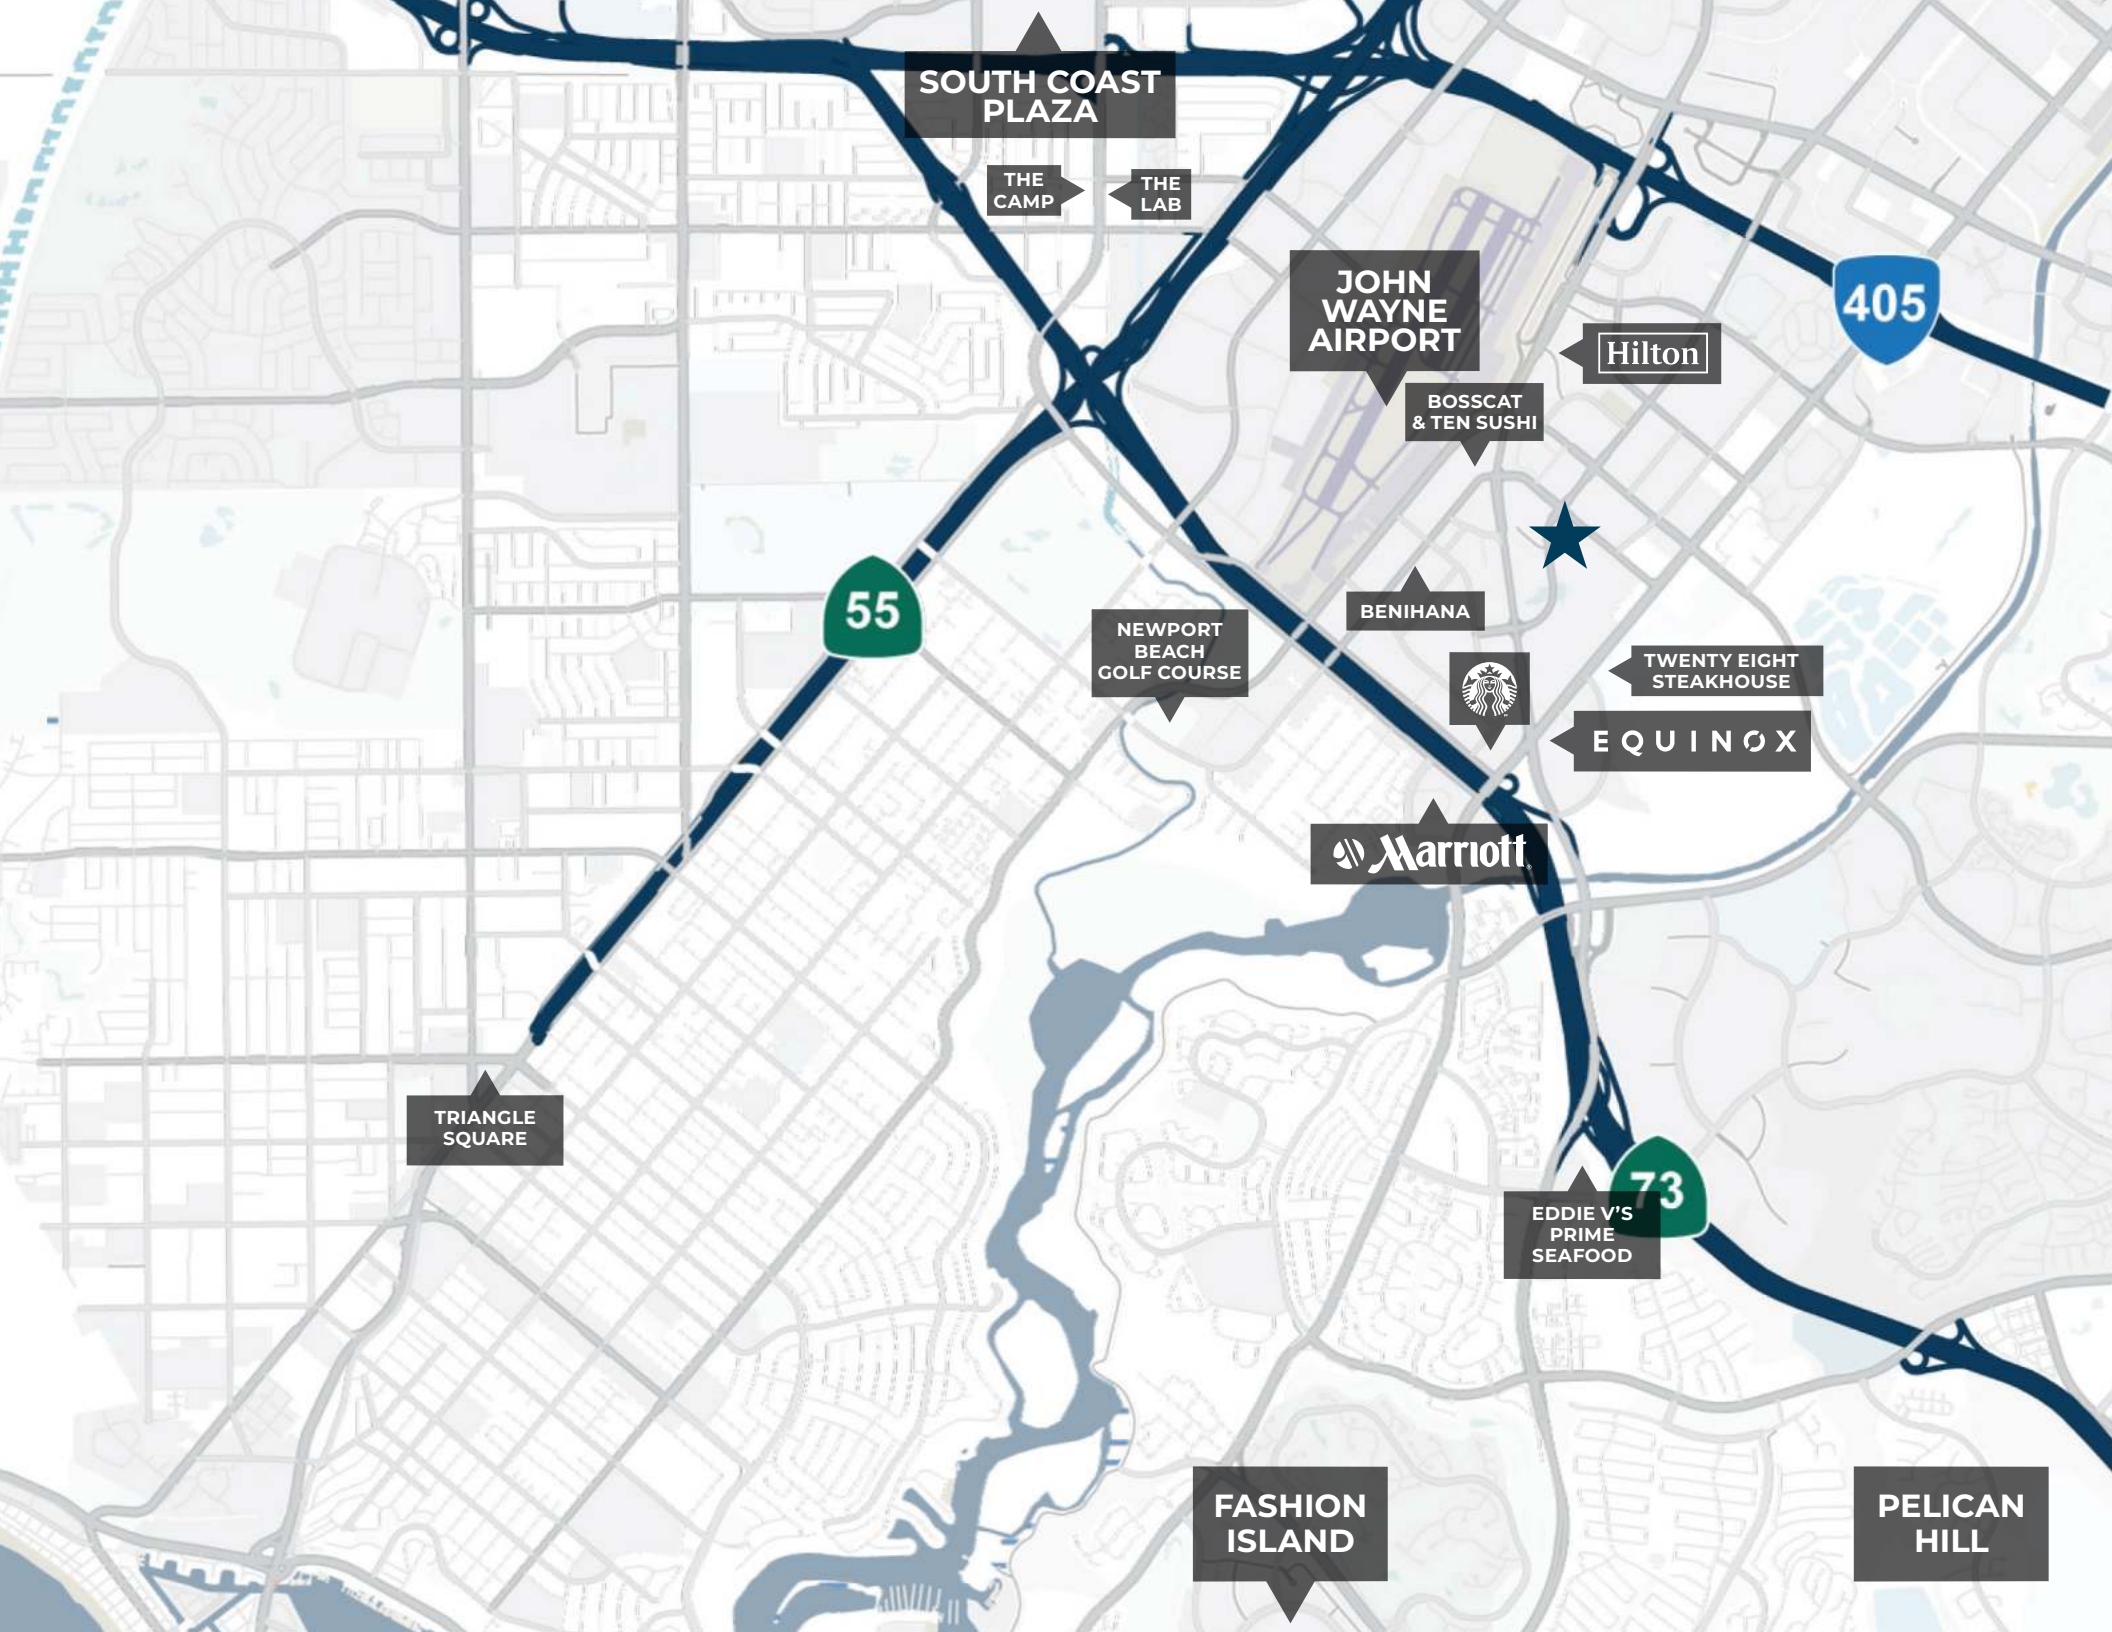 SOUTH COAST
PLAZA
THE
CAMP
THE
LAB
JOHN
WAYNE
AIRPORT
405
Hilton
BOSSCAT
& TEN SUSHI
55
BENIHANA
NEWPORT
BEACH
GOLF COURSE
TWENTY EIGHT
STEAKHOUSE
EQUINOX
Marriott
TRIANGLE
SQUARE
73
EDDIE V'S
PRIME
SEAFOOD
FASHION
ISLAND
PELICAN
HILL